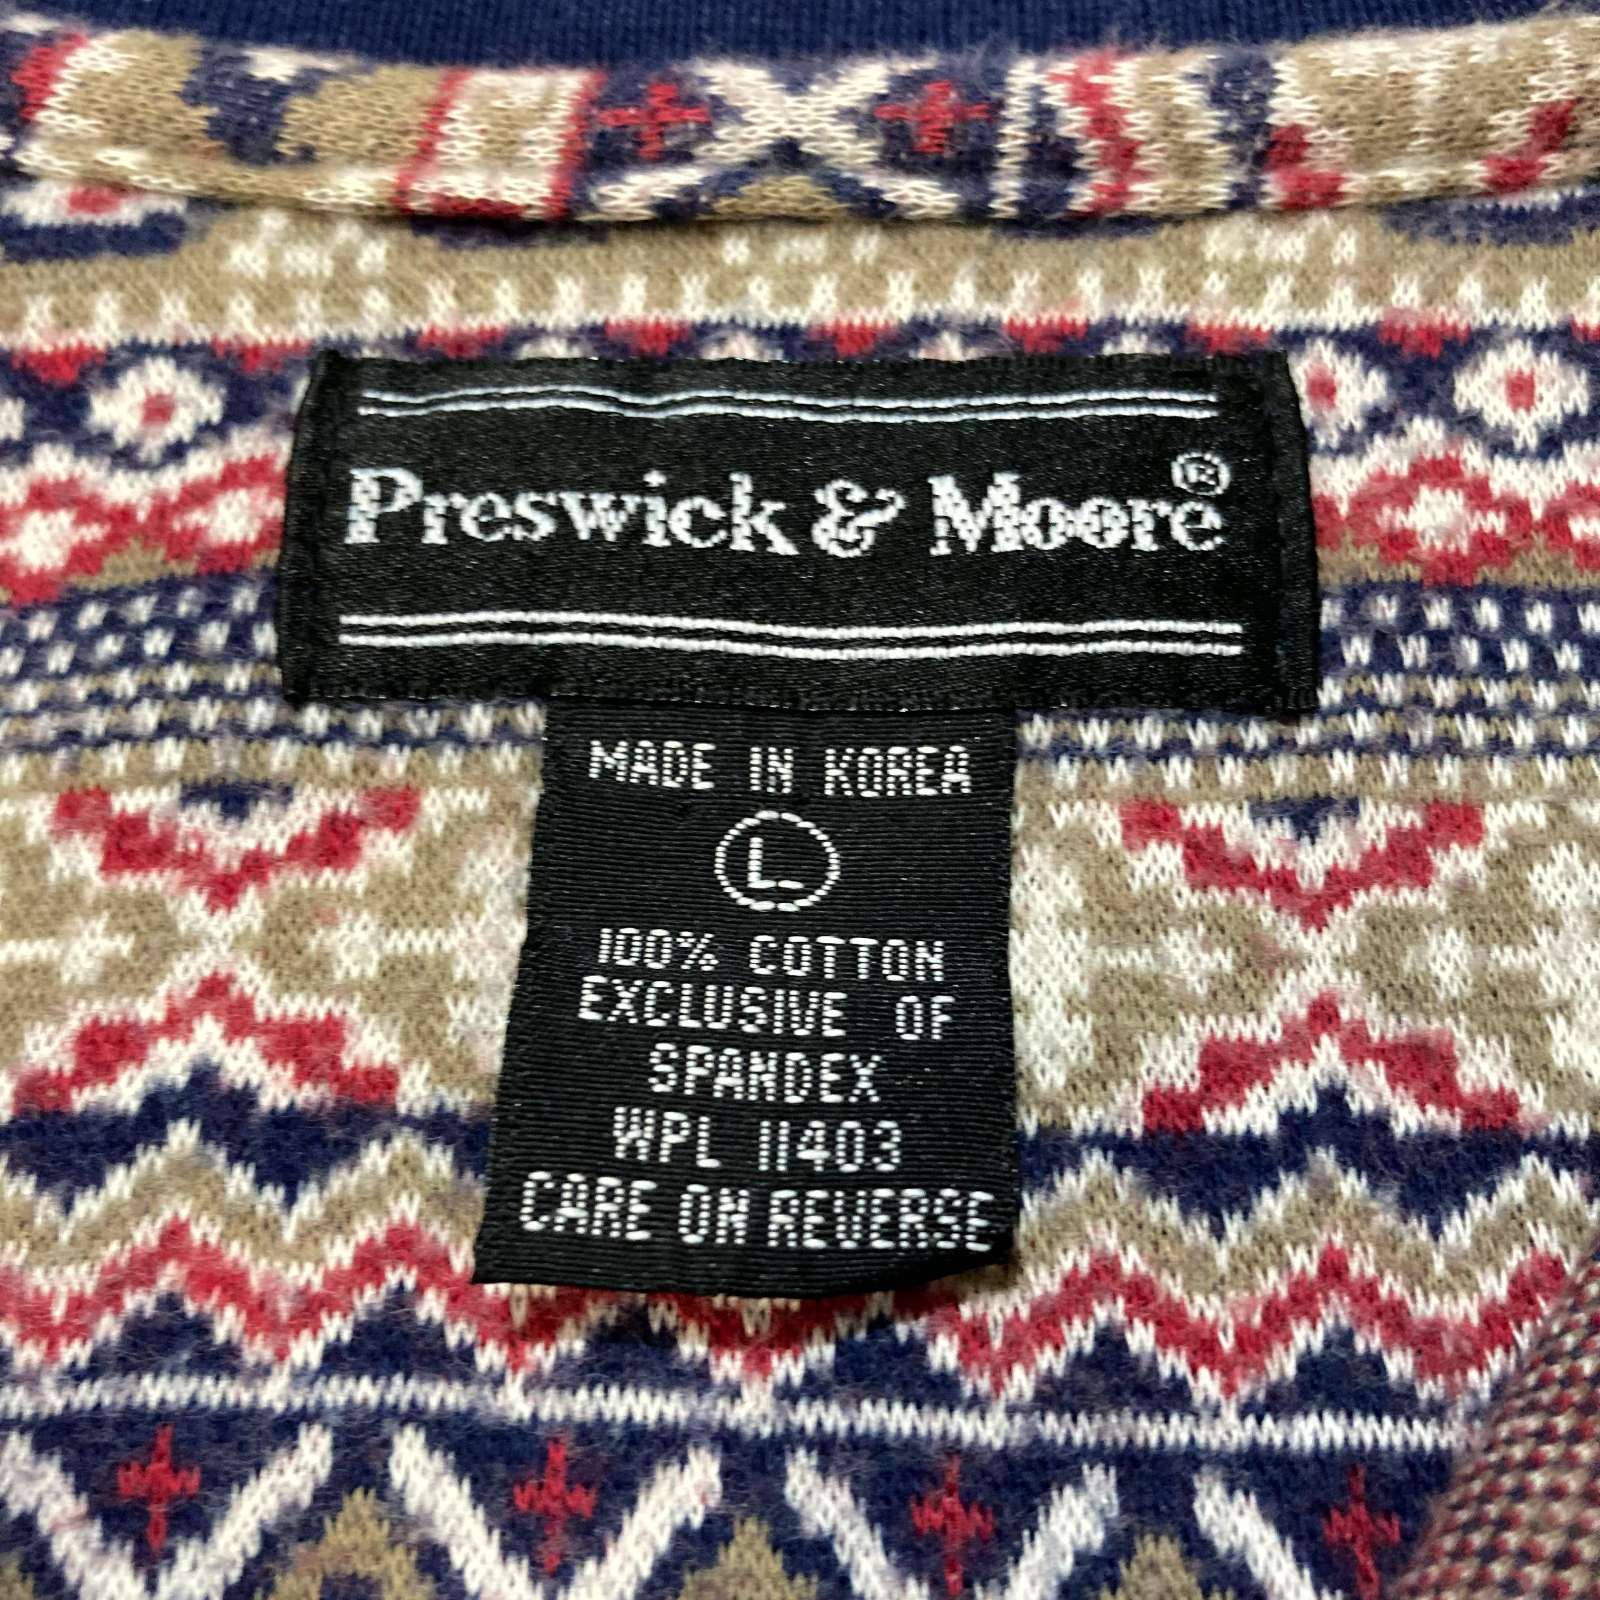 Preswick & Moore®
MADE IN KOREA
L
100% COTTON
EXCLUSIVE OF
SPANDEX
WPL 11403
CARE ON REVERSE